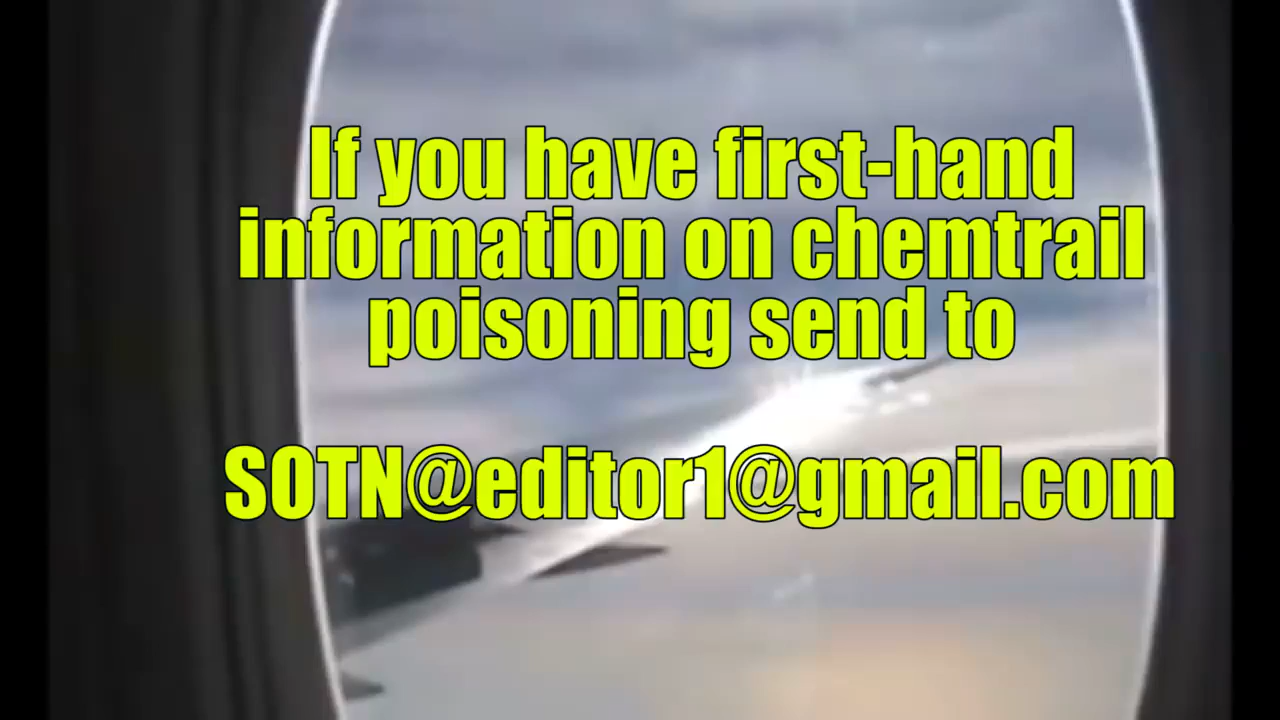 If you have first-hand
information on chemtrail
poisoning send to
SOTN@editor1@gmail.com